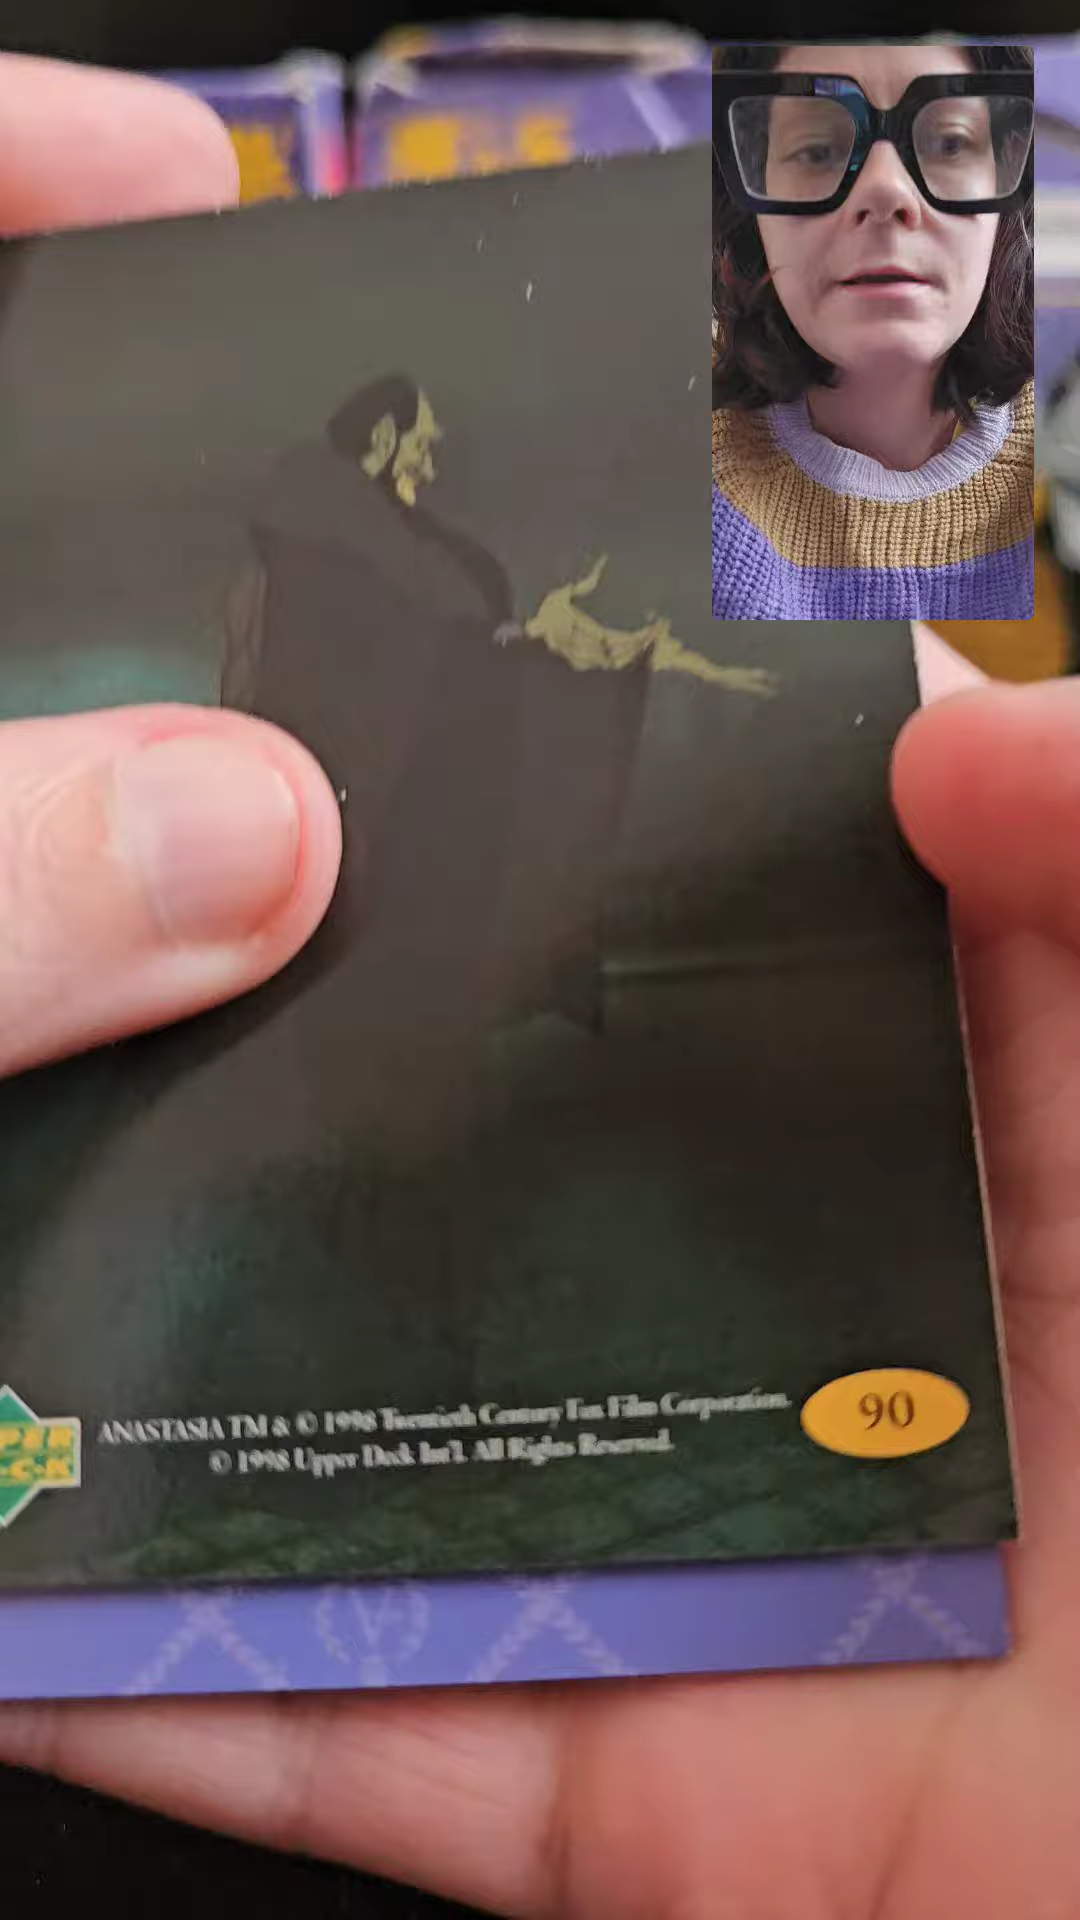 ANASTASIA TM & © 1998 Twentieth Century Fox Film Corporation.
© 1998 Upper Deck Int'l. All Rights Reserved.
90